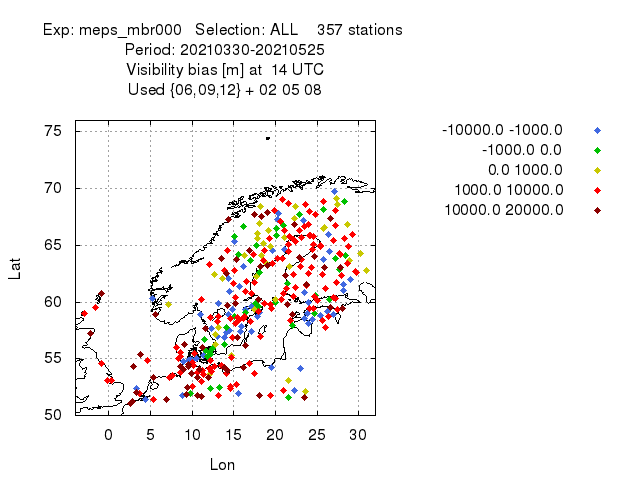 Exp: meps_mbr000 Selection: ALL 357 stations
Period: 20210330-20210525
Visibility bias [m] at 14 UTC
Used {06,09,12} + 02 05 08
-10000.0 -1000.0
-1000.0 0.0
0.0 1000.0
1000.0 10000.0
10000.0 20000.0
75
70
65
60
55
50
Lat
0 5 10 15 20 25 30
Lon